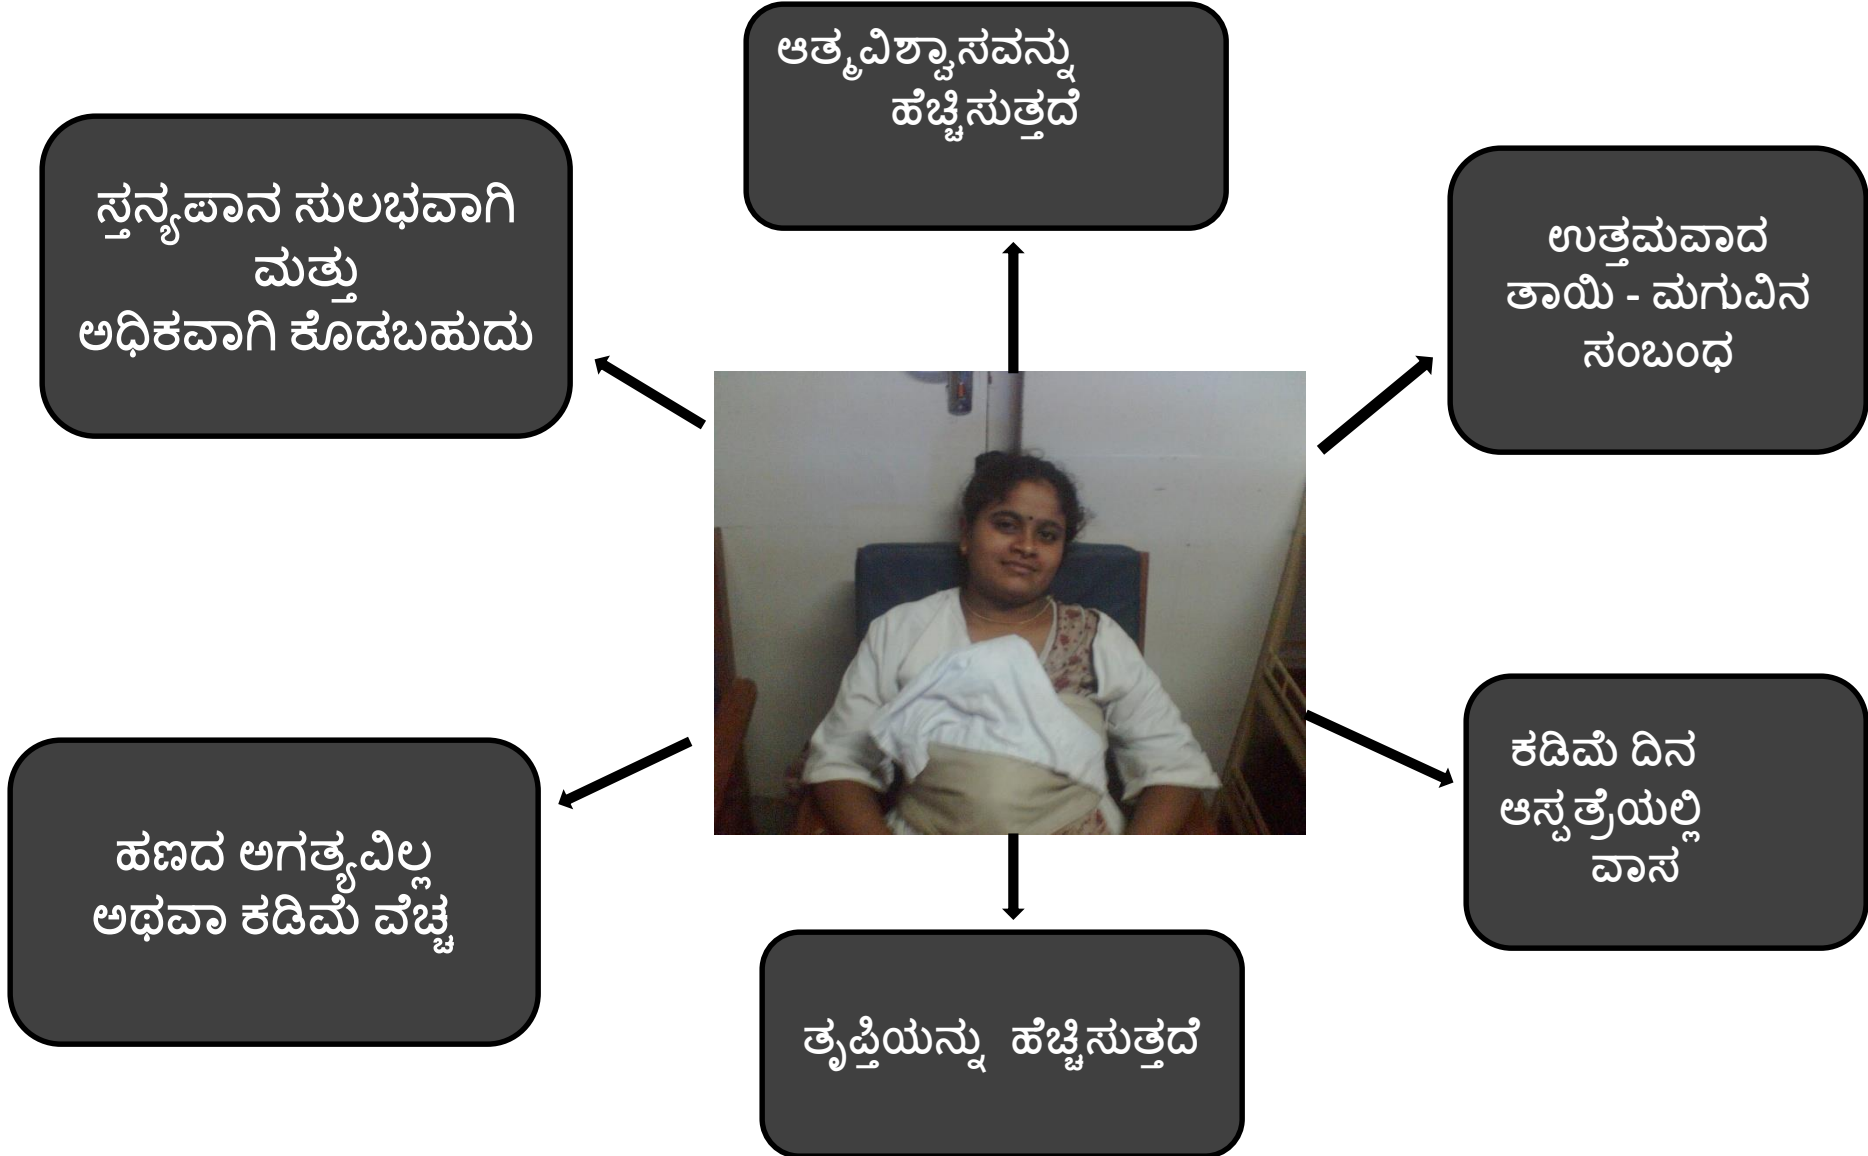 ಆತ್ಮವಿಶ್ವಾಸವನ್ನು
ಹೆಚ್ಚಿಸುತ್ತದೆ
ಸ್ತನ್ಯಪಾನ ಸುಲಭವಾಗಿ
ಮತ್ತು
ಅಧಿಕವಾಗಿ ಕೊಡಬಹುದು
ಉತ್ತಮವಾದ
ತಾಯಿ - ಮಗುವಿನ
ಸಂಬಂಧ
ಹಣದ ಅಗತ್ಯವಿಲ್ಲ
ಅಥವಾ ಕಡಿಮೆ ವೆಚ್ಚ
ಕಡಿಮೆ ದಿನ
ಆಸ್ಪತ್ರೆಯಲ್ಲಿ
ವಾಸ
ತೃಪ್ತಿಯನ್ನು ಹೆಚ್ಚಿಸುತ್ತದೆ